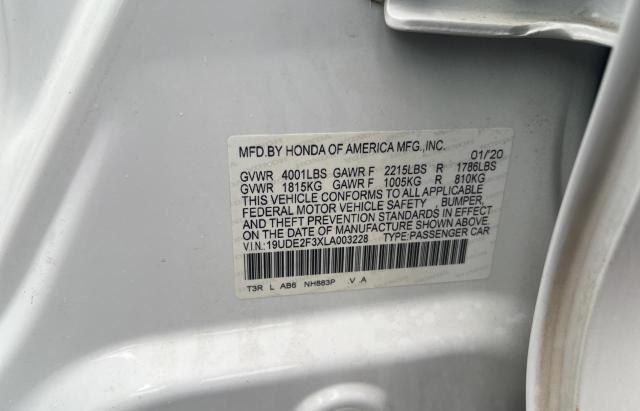 MFD.BY HONDA OF AMERICA MFG.,INC. 01/'20
GVWR 4001LBS GAWR F 2215LBS R 1786LBS
GVWR 1815KG GAWR F 1005KG R 810KG
THIS VEHICLE CONFORMS TO ALL APPLICABLE
FEDERAL MOTOR VEHICLE SAFETY , BUMPER,
AND THEFT PREVENTION STANDARDS IN EFFECT
ON THE DATE OF MANUFACTURE SHOWN ABOVE.
V.I.N.:19UDE2F3XLA003228 TYPE:PASSENGER CAR
T3R L AB6 NH883P .V .A